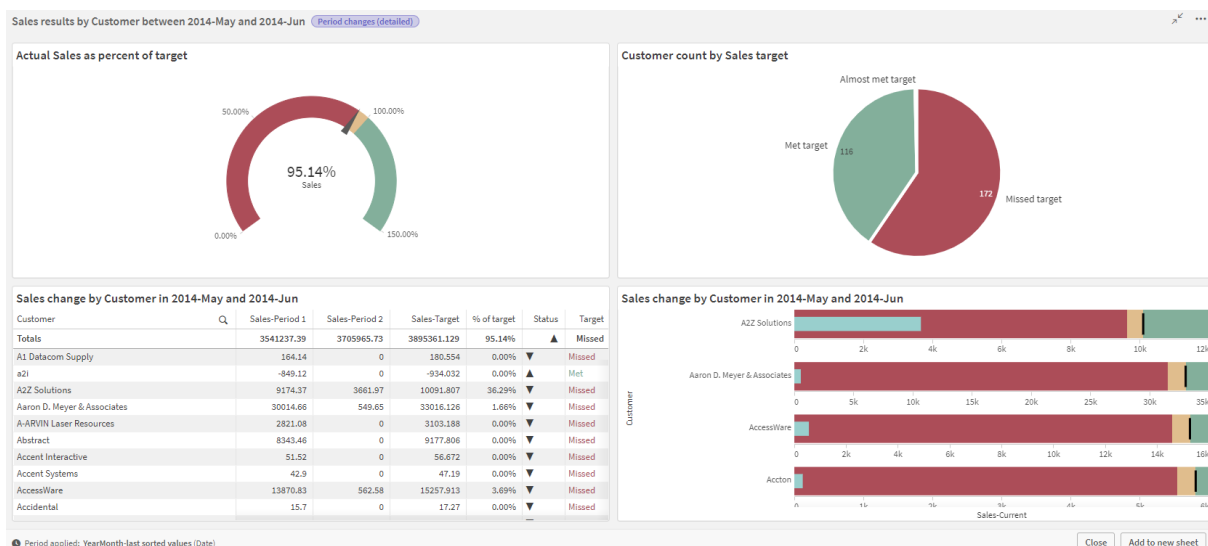 Sales results by Customer between 2014-May and 2014-Jun Period changes (detailed)
Actual Sales as percent of target
50.00% 100.00%
95.14%
Sales
0.00% 150.00%
Customer count by Sales target
Almost met target
Met target 116
172 Missed target
Sales change by Customer in 2014-May and 2014-Jun
Customer Sales-Period 1 Sales-Period 2 Sales-Target % of target Status Target
Totals 3541237.39 3705965.73 3895361.129 95.14% ▲ Missed
A1 Datacom Supply 164.14 0 180.554 0.00% ▼ Missed
a2i -849.12 0 -934.032 0.00% ▲ Met
A2Z Solutions 9174.37 3661.97 10091.807 36.29% ▼ Missed
Aaron D. Meyer & Associates 30014.66 549.65 33016.126 1.66% ▼ Missed
A-ARVIN Laser Resources 2821.08 0 3103.188 0.00% ▼ Missed
Abstract 8343.46 0 9177.806 0.00% ▼ Missed
Accent Interactive 51.52 0 56.672 0.00% ▼ Missed
Accent Systems 42.9 0 47.19 0.00% ▼ Missed
AccessWare 13870.83 562.58 15257.913 3.69% ▼ Missed
Accidental 15.7 0 17.27 0.00% ▼ Missed
Sales change by Customer in 2014-May and 2014-Jun
Customer
A2Z Solutions
0 2k 4k 6k 8k 10k 12k
Aaron D. Meyer & Associates
0 5k 10k 15k 20k 25k 30k 35k
AccessWare
0 2k 4k 6k 8k 10k 12k 14k 16k
Accton
0 1k 2k 3k 4k 5k 6k
Sales-Current
Period applied: YearMonth-last sorted values (Date)
Close Add to new sheet